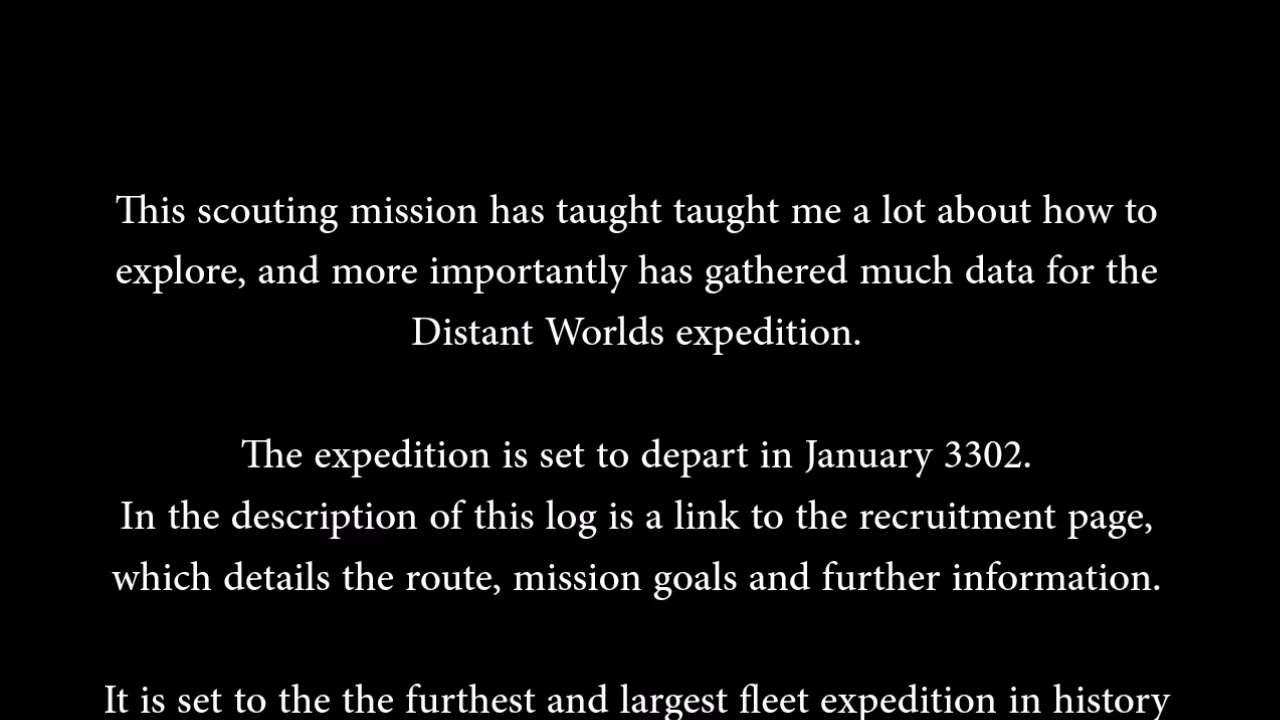 This scouting mission has taught taught me a lot about how to
explore, and more importantly has gathered much data for the
Distant Worlds expedition.
The expedition is set to depart in January 3302.
In the description of this log is a link to the recruitment page,
which details the route, mission goals and further information.
It is set to the the furthest and largest fleet expedition in history